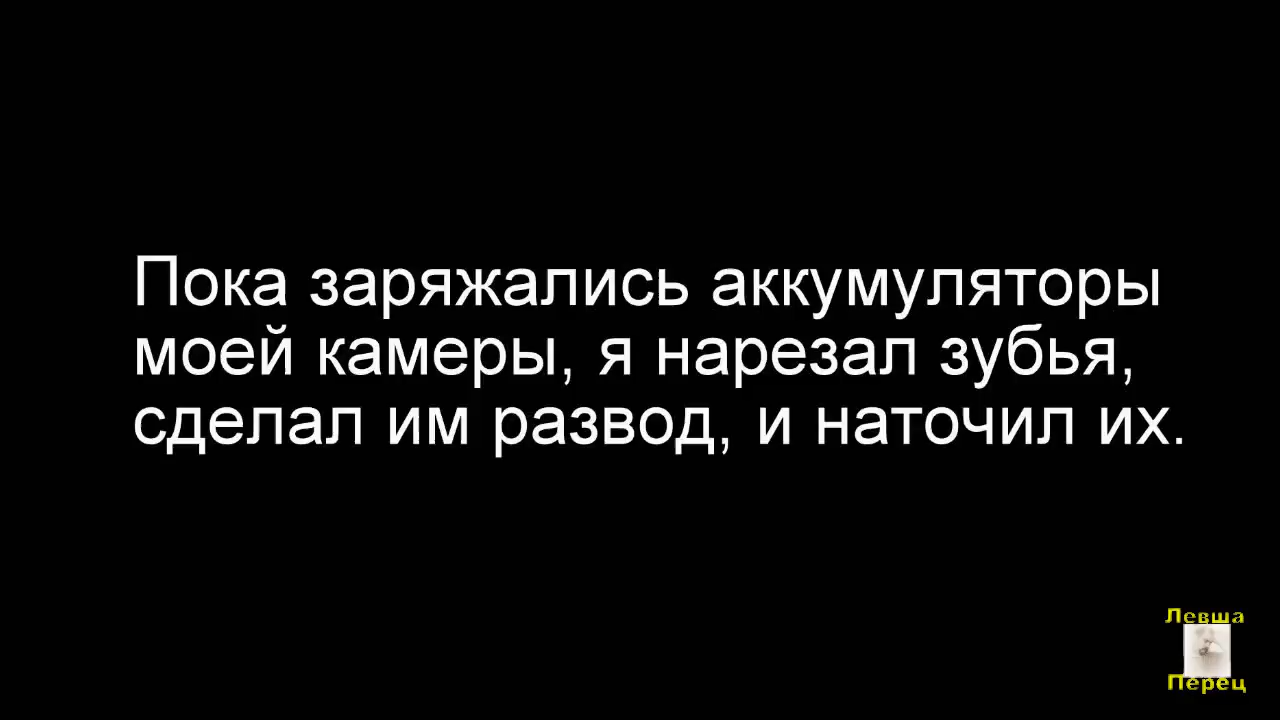 Пока заряжались аккумуляторы
моей камеры, я нарезал зубья,
сделал им развод, и наточил их.
Левша
Перец